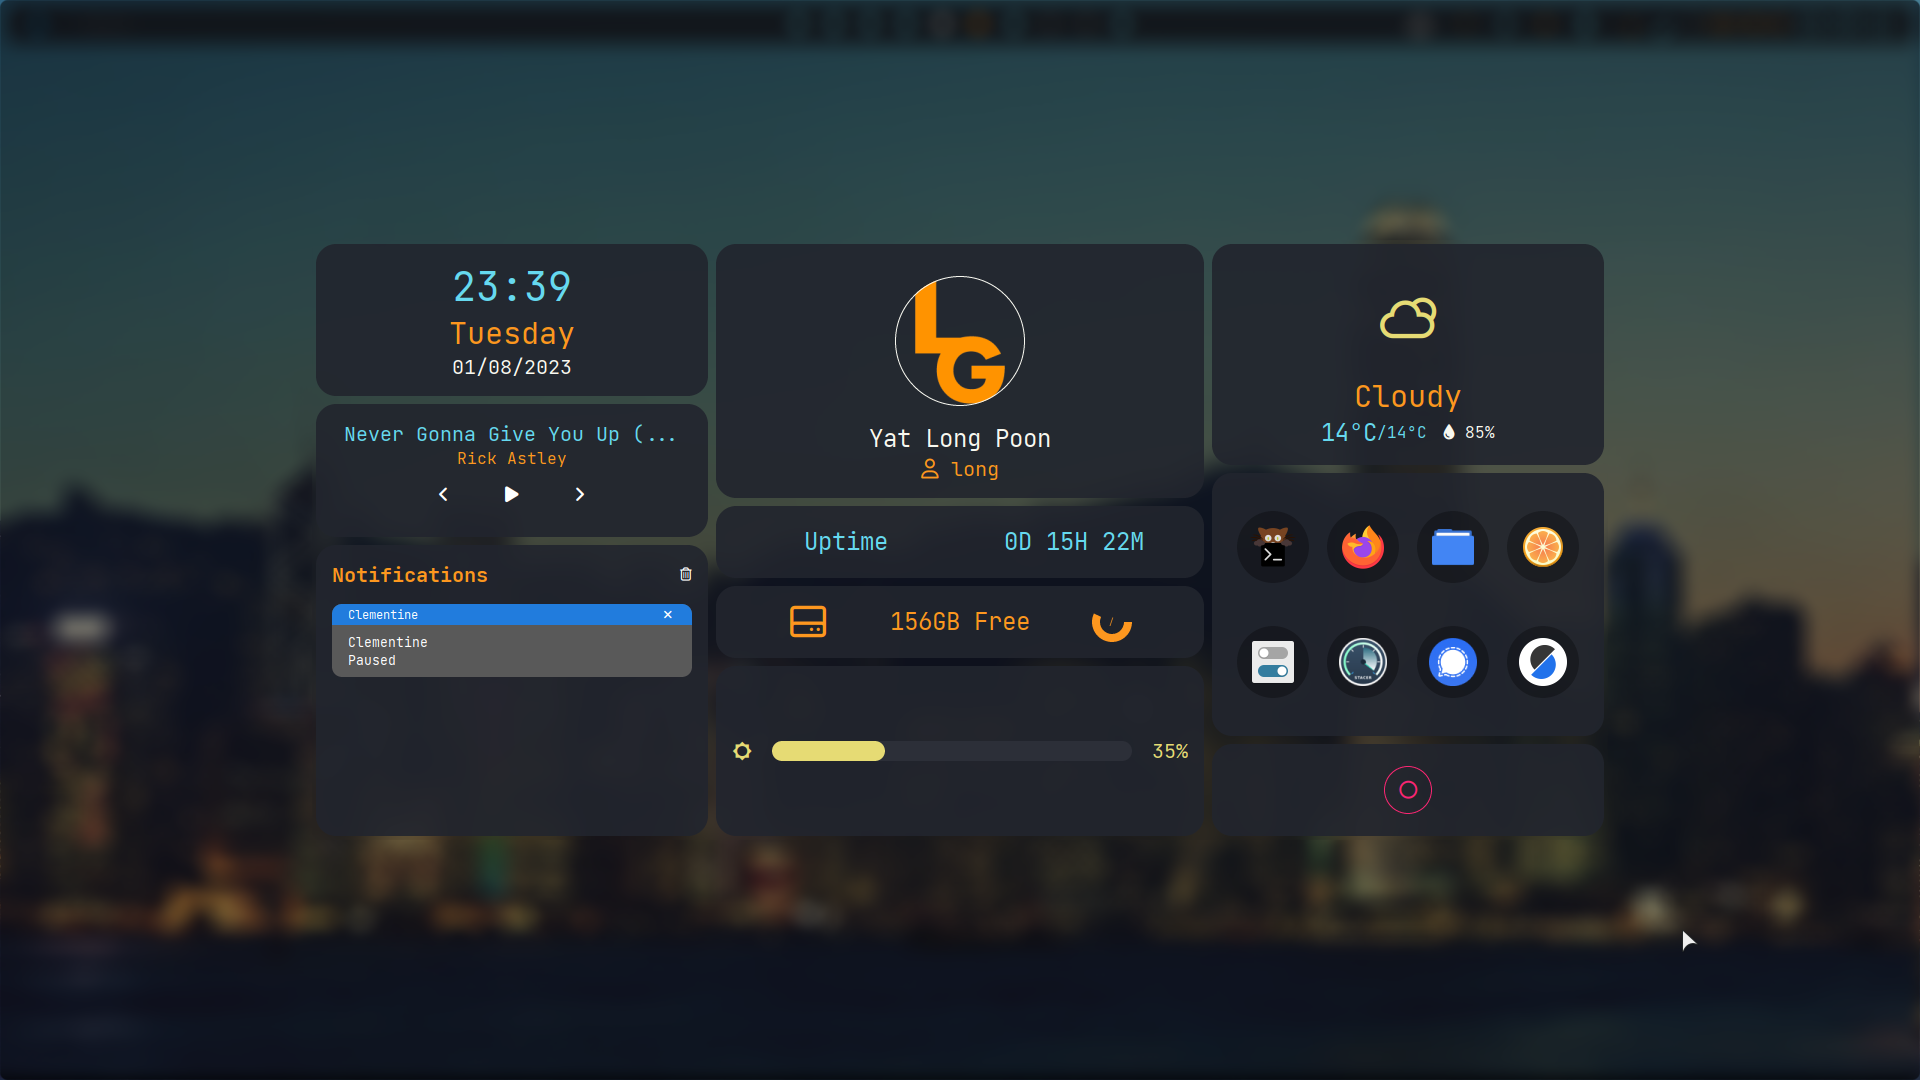 23:39
Tuesday
01/08/2023
Never Gonna Give You Up (...
Rick Astley
Notifications
Clementine
Clementine
Paused
LG
Yat Long Poon
long
Uptime 0D 15H 22M
156GB Free /
35%
Cloudy
14°C/14°C 85%
>_
STACER